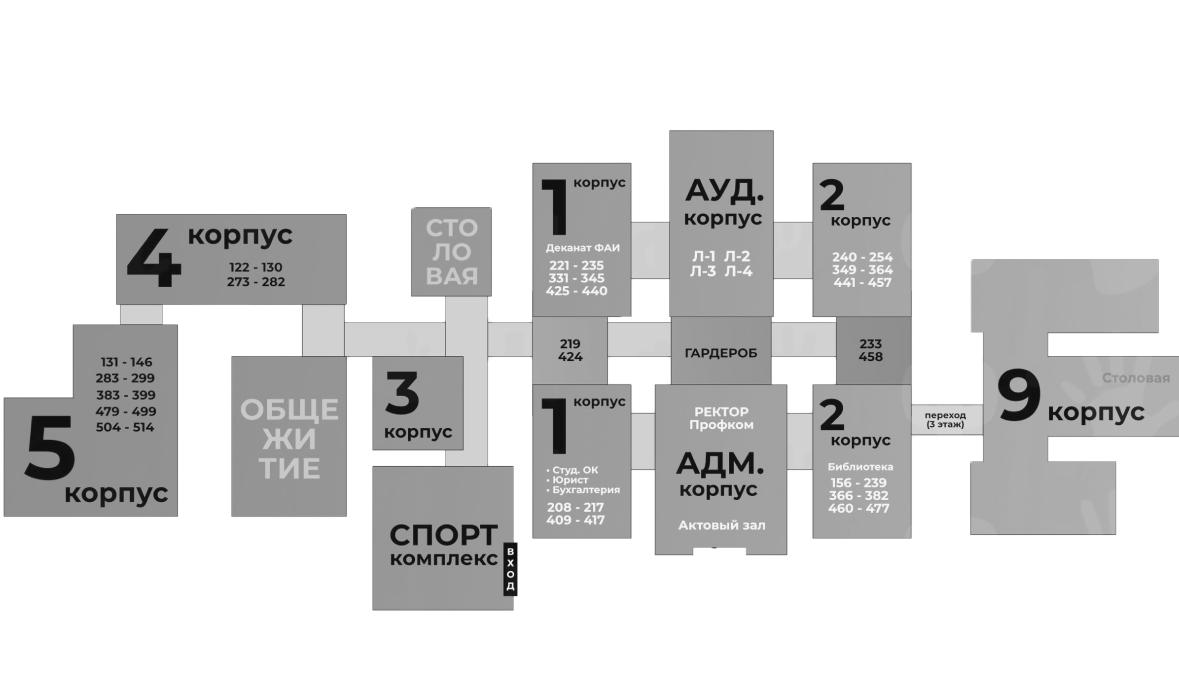 4 корпус
122 - 130
273 - 282
131 - 146
283 - 299
383 - 399
479 - 499
504 - 514
5
корпус
ОБЩЕ
ЖИ
ТИЕ
СТО
ЛО
ВАЯ
3
корпус
СПОРТ
комплекс
ВХОД
1 корпус
Деканат ФАИ
221 - 235
331 - 345
425 - 440
219
424
1 корпус
• Студ. ОК
• Юрист
• Бухгалтерия
208 - 217
409 - 417
АУД.
корпус
Л-1 Л-2
Л-3 Л-4
ГАРДЕРОБ
РЕКТОР
Профком
АДМ.
корпус
Актовый зал
2
корпус
240 - 254
349 - 364
441 - 457
233
458
2
корпус
Библиотека
156 - 239
366 - 382
460 - 477
переход
(3 этаж)
Столовая
9 корпус